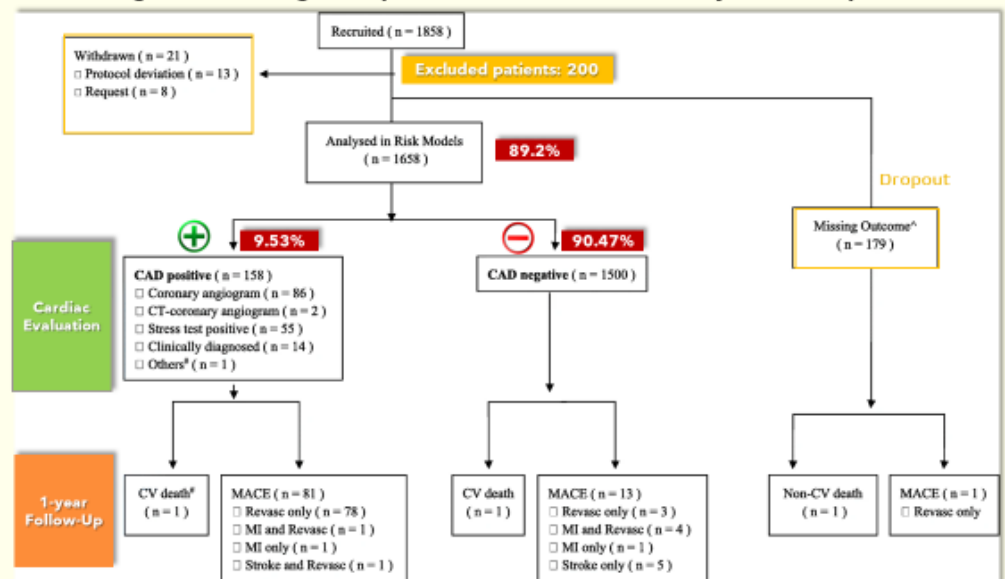 Recruited ( n = 1858 )
Withdrawn ( n = 21 )
□ Protocol deviation ( n = 13 )
□ Request ( n = 8 )
Excluded patients: 200
Analysed in Risk Models
( n = 1658 )
89.2%
Dropout
Missing Outcome^
( n = 179 )
9.53%
90.47%
Cardiac
Evaluation
CAD positive ( n = 158 )
□ Coronary angiogram ( n = 86 )
□ CT-coronary angiogram ( n = 2 )
□ Stress test positive ( n = 55 )
□ Clinically diagnosed ( n = 14 )
□ Others# ( n = 1 )
CAD negative ( n = 1500 )
1-year
Follow-Up
CV death#
( n = 1 )
MACE ( n = 81 )
□ Revasc only ( n = 78 )
□ MI and Revasc ( n = 1 )
□ MI only ( n = 1 )
□ Stroke and Revasc ( n = 1 )
CV death
( n = 1 )
MACE ( n = 13 )
□ Revasc only ( n = 3 )
□ MI and Revasc ( n = 4 )
□ MI only ( n = 1 )
□ Stroke only ( n = 5 )
Non-CV death
( n = 1 )
MACE ( n = 1 )
□ Revasc only